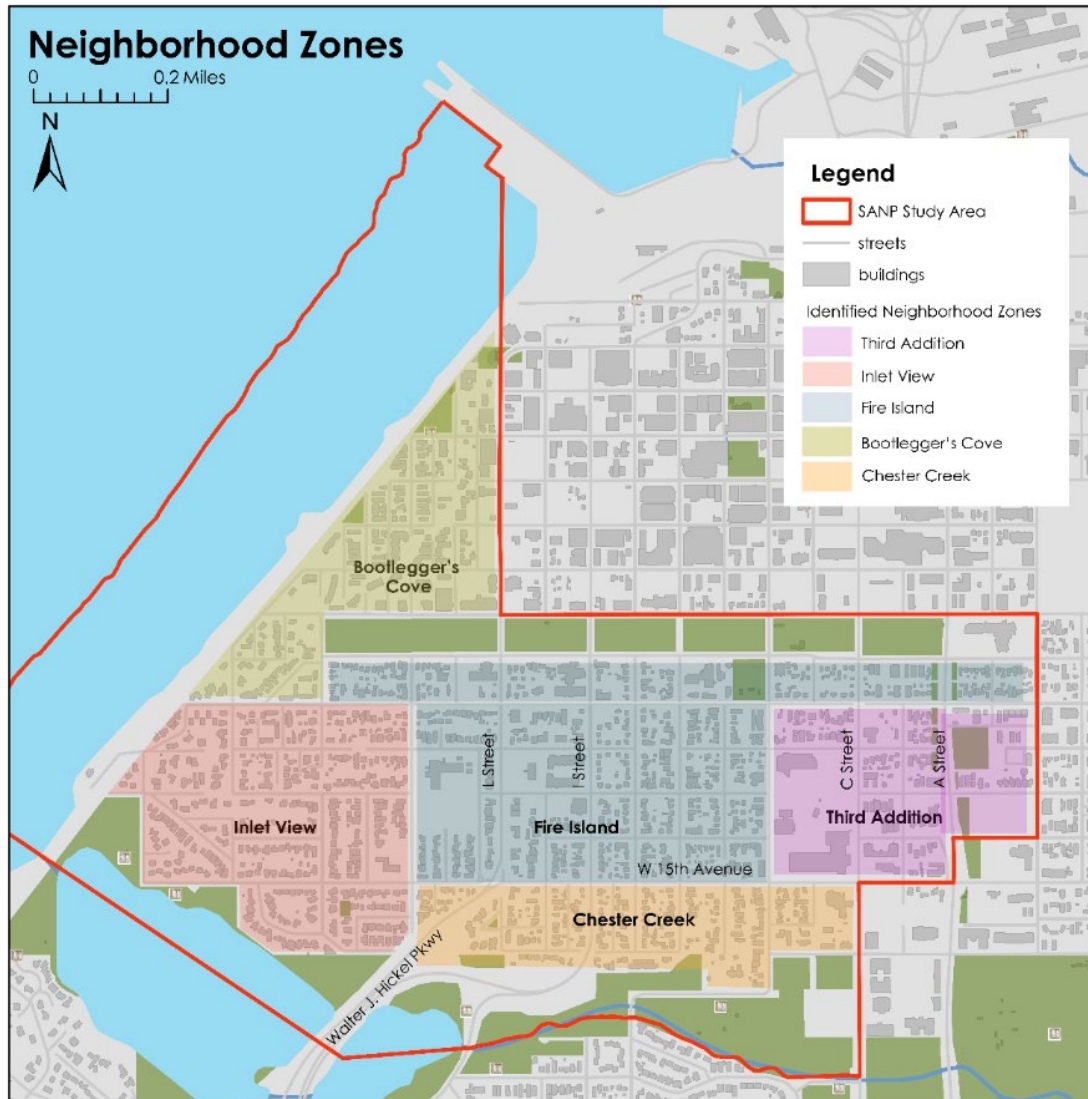 Neighborhood Zones
0 0.2 Miles
N
Legend
SANP Study Area
streets
buildings
Identified Neighborhood Zones
Third Addition
Inlet View
Fire Island
Bootlegger's Cove
Chester Creek
Bootlegger's
Cove
L Street
I Street
C Street
A Street
Inlet View
Fire Island
Third Addition
W 15th Avenue
Chester Creek
Walter J. Hickel Pkwy